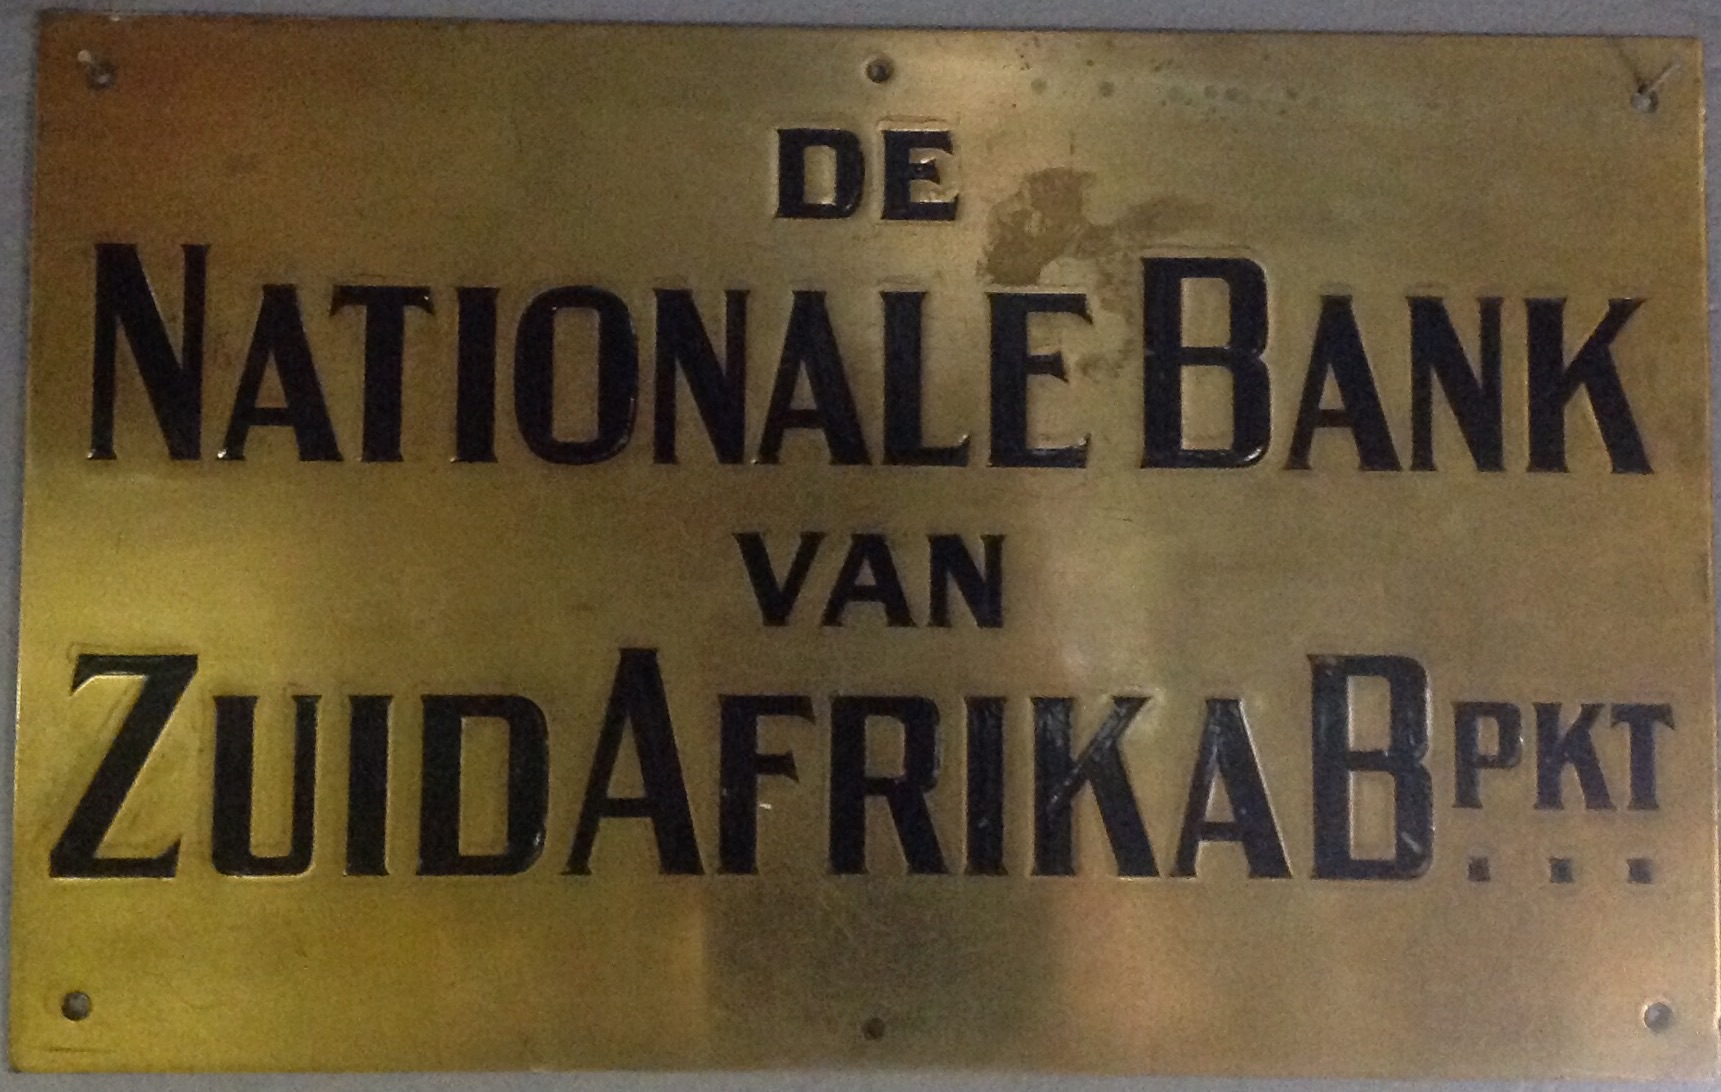 DE
NATIONALE BANK
VAN
ZUID AFRIKA BPKT...